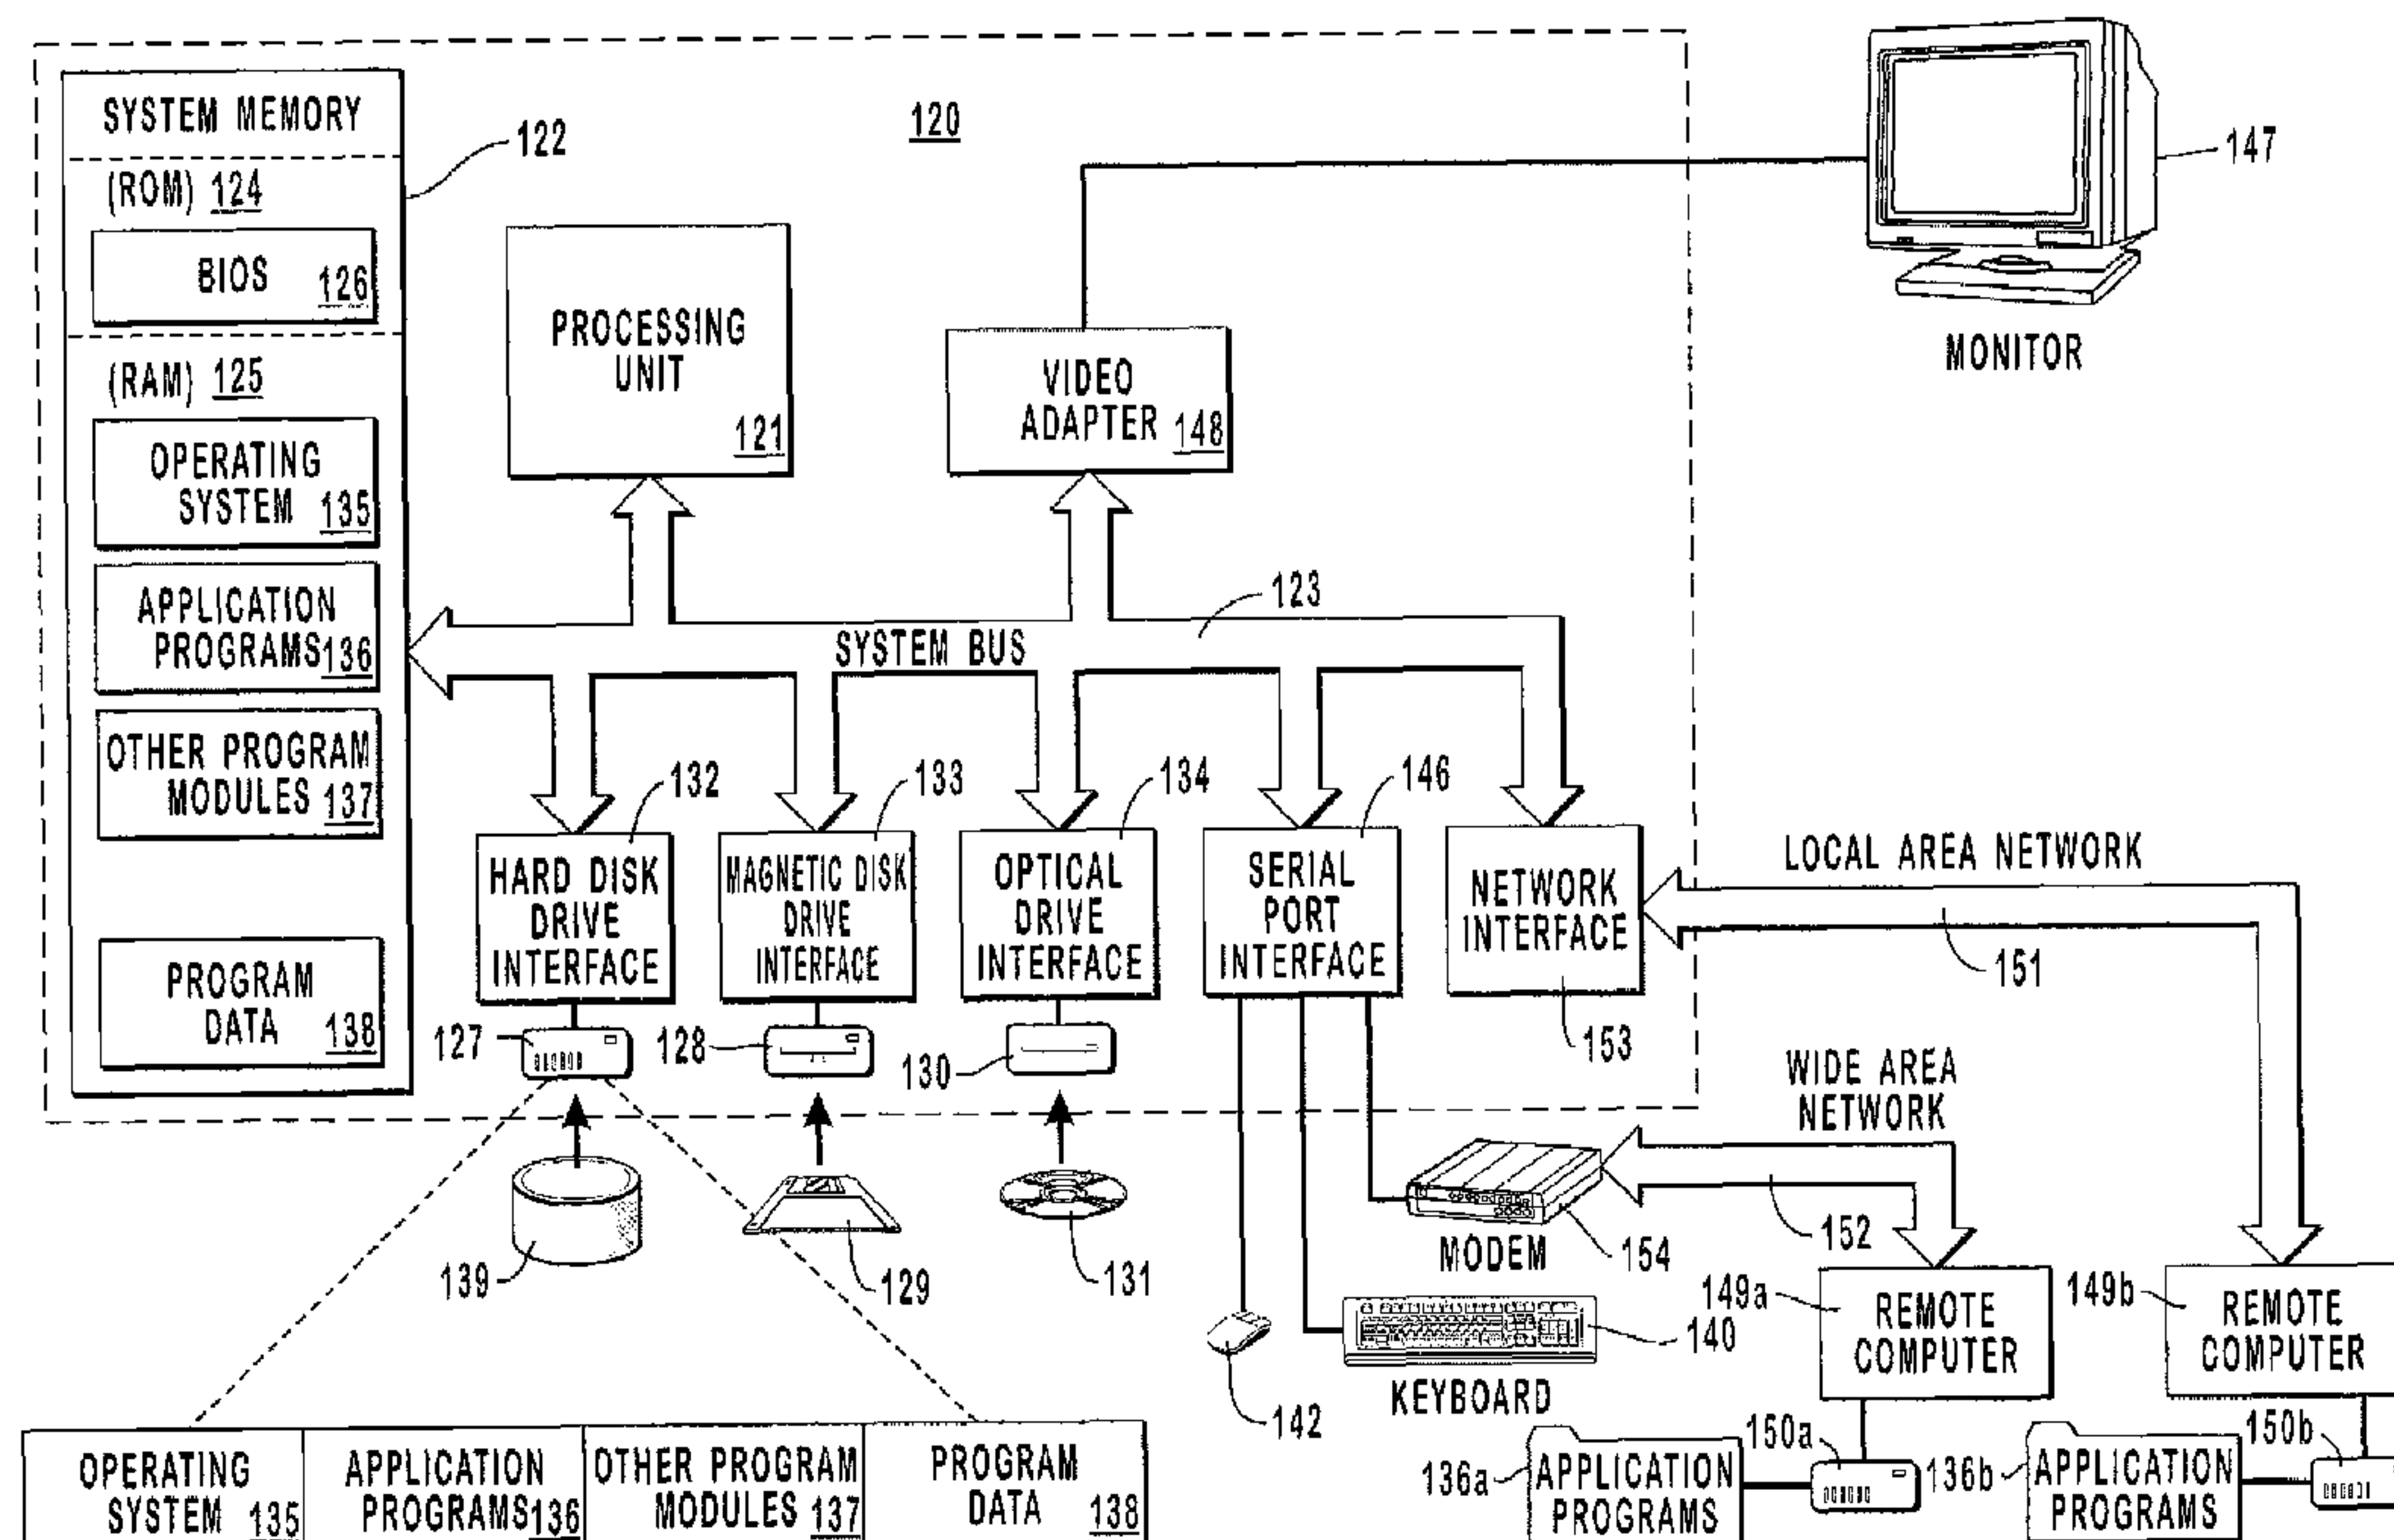 SYSTEM MEMORY
(ROM) 124
BIOS 126
(RAM) 125
OPERATING
SYSTEM 135
APPLICATION
PROGRAMS 136
OTHER PROGRAM
MODULES 137
PROGRAM
DATA 138
122
120
PROCESSING
UNIT
121
VIDEO
ADAPTER 148
147
MONITOR
SYSTEM BUS
123
132
HARD DISK
DRIVE
INTERFACE
133
MAGNETIC DISK
DRIVE
INTERFACE
134
OPTICAL
DRIVE
INTERFACE
146
SERIAL
PORT
INTERFACE
NETWORK
INTERFACE
153
LOCAL AREA NETWORK
151
127
128
130
139
129
131
WIDE AREA
NETWORK
152
MODEM
154
142
140
KEYBOARD
149a
REMOTE
COMPUTER
149b
REMOTE
COMPUTER
OPERATING
SYSTEM 135
APPLICATION
PROGRAMS 136
OTHER PROGRAM
MODULES 137
PROGRAM
DATA 138
136a
APPLICATION
PROGRAMS
150a
136b
APPLICATION
PROGRAMS
150b